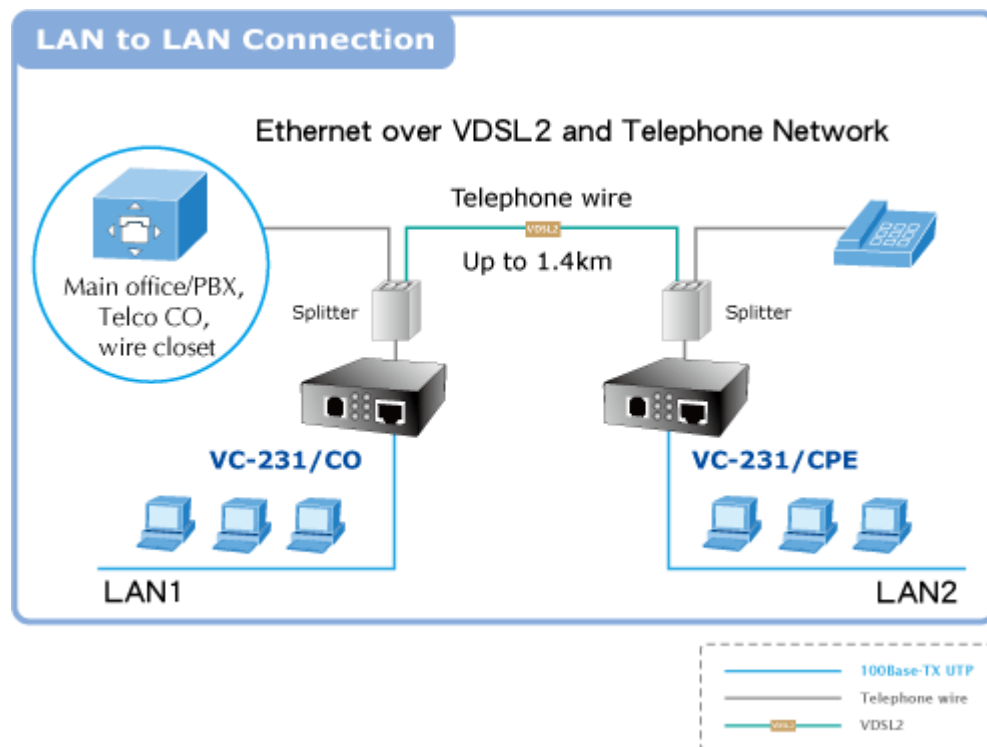 LAN to LAN Connection
Ethernet over VDSL2 and Telephone Network
Telephone wire
VDSL2
Up to 1.4km
Main office/PBX,
Telco CO,
wire closet
Splitter
Splitter
VC-231/CO
VC-231/CPE
LAN1
LAN2
100Base-TX UTP
Telephone wire
VDSL2
VDSL2